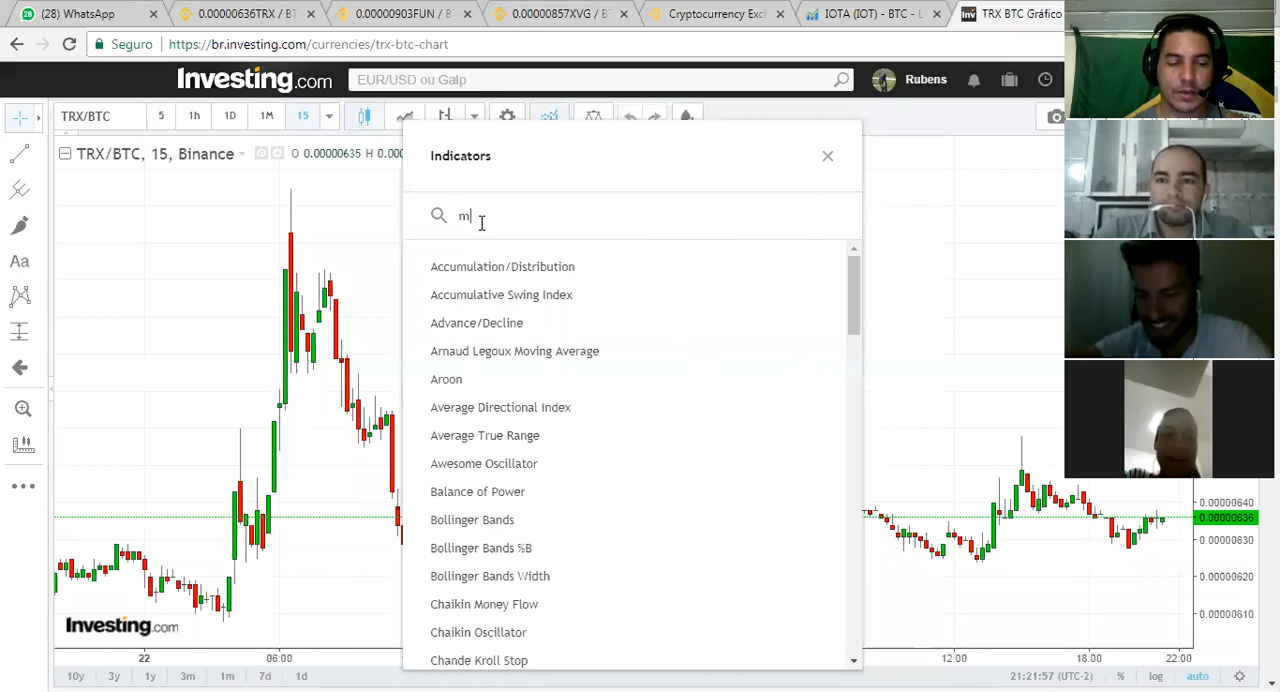 (28) WhatsApp
0.00000636TRX / BT
0.00000903FUN / BT
0.00000857XVG / BT
Cryptocurrency Exc
IOTA (IOT) - BTC - L
Inv TRX BTC Gráfico
Seguro https://br.investing.com/currencies/trx-btc-chart
Investing.com
EUR/USD ou Galp
Rubens
TRX/BTC 5 1h 1D 1M 15
TRX/BTC, 15, Binance O 0.00000635 H 0.000
Indicators
m
Accumulation/Distribution
Accumulative Swing Index
Advance/Decline
Arnaud Legoux Moving Average
Aroon
Average Directional Index
Average True Range
Awesome Oscillator
Balance of Power
Bollinger Bands
Bollinger Bands %B
Bollinger Bands Width
Chaikin Money Flow
Chaikin Oscillator
Chande Kroll Stop
Aa
0.00000640
0.00000636
0.00000630
0.00000620
0.00000610
Investing.com
22 06:00 12:00 18:00 22:00
10y 3y 1y 3m 1m 7d 1d 21:21:57 (UTC-2) % log auto